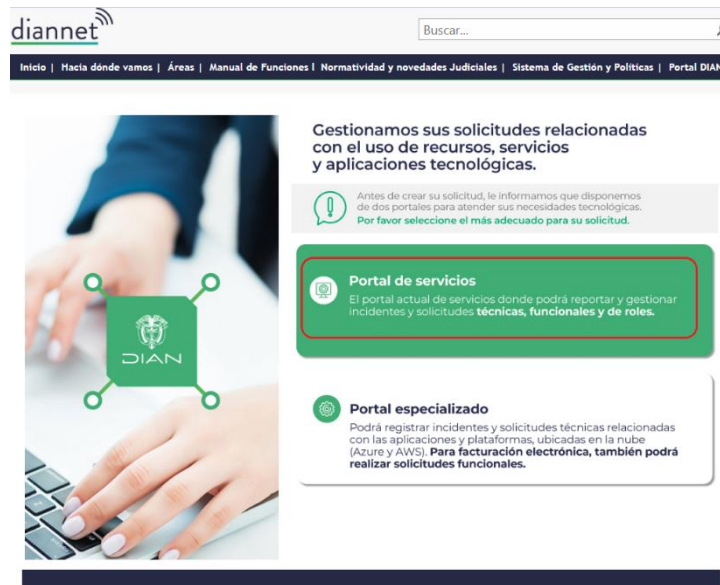 diannet
Buscar...
Inicio | Hacia dónde vamos | Áreas | Manual de Funciones I Normatividad y novedades Judiciales | Sistema de Gestión y Políticas | Portal DIAN
Gestionamos sus solicitudes relacionadas
con el uso de recursos, servicios
y aplicaciones tecnológicas.
Antes de crear su solicitud, le informamos que disponemos
de dos portales para atender sus necesidades tecnológicas.
Por favor seleccione el más adecuado para su solicitud.
Portal de servicios
El portal actual de servicios donde podrá reportar y gestionar
incidentes y solicitudes técnicas, funcionales y de roles.
DIAN
Portal especializado
Podrá registrar incidentes y solicitudes técnicas relacionadas
con las aplicaciones y plataformas, ubicadas en la nube
(Azure y AWS). Para facturación electrónica, también podrá
realizar solicitudes funcionales.